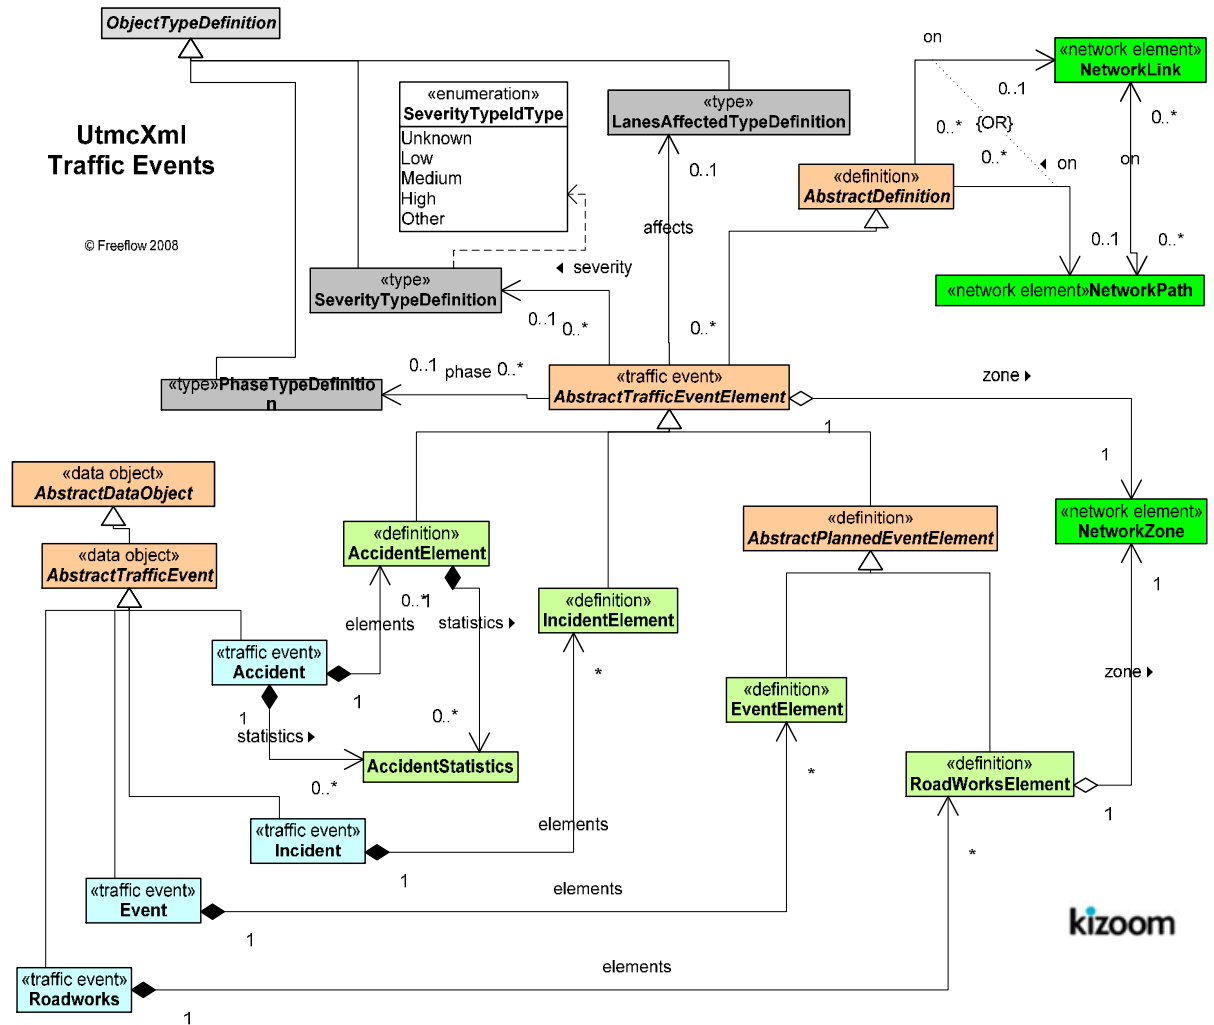 ObjectTypeDefinition
UtmcXml
Traffic Events
© Freeflow 2008
«enumeration»
SeverityTypeIdType
Unknown
Low
Medium
High
Other
«type»
LanesAffectedTypeDefinition
on
«network element»
NetworkLink
0..1
0..*
{OR}
0..*
on
0..*
on
0..1
0..*
«definition»
AbstractDefinition
0..1
affects
severity
«type»
SeverityTypeDefinition
0..1
0..*
0..*
«network element»NetworkPath
0..1
phase
0..*
«type»PhaseTypeDefinitio
n
«traffic event»
AbstractTrafficEventElement
zone
1
1
«data object»
AbstractDataObject
«data object»
AbstractTrafficEvent
«definition»
AccidentElement
«definition»
AbstractPlannedEventElement
«network element»
NetworkZone
1
0..*
1
elements
statistics
«definition»
IncidentElement
*
«traffic event»
Accident
1
1
statistics
0..*
0..*
AccidentStatistics
zone
«definition»
EventElement
*
«definition»
RoadWorksElement
1
*
«traffic event»
Incident
1
elements
«traffic event»
Event
1
elements
kizoom
«traffic event»
Roadworks
1
elements